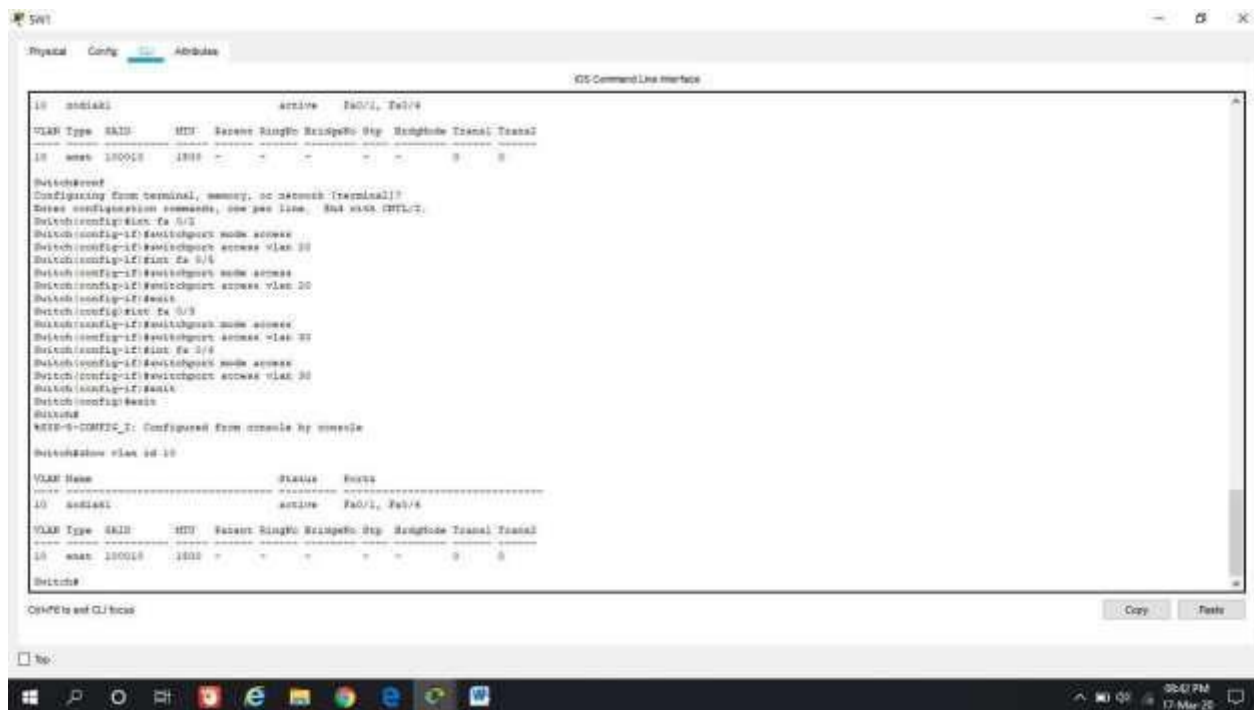 SW1
Physical Config CLI Attributes
IOS Command Line Interface
10 active Fa0/1, Fa0/4
VLAN Type SAID MTU Parent RingNo BridgeNo Stp BrdgMode Trans1 Trans2
10 enet 100010 1500 - - - - - 0 0
Switch#conf
Configuring from terminal, memory, or network [terminal]?
Enter configuration commands, one per line. End with CNTL/Z.
Switch(config)#int fa 0/2
Switch(config-if)#switchport mode access
Switch(config-if)#switchport access vlan 20
Switch(config-if)#int fa 0/5
Switch(config-if)#switchport mode access
Switch(config-if)#switchport access vlan 20
Switch(config-if)#exit
Switch(config)#int fa 0/3
Switch(config-if)#switchport mode access
Switch(config-if)#switchport access vlan 30
Switch(config-if)#int fa 0/6
Switch(config-if)#switchport mode access
Switch(config-if)#switchport access vlan 30
Switch(config-if)#exit
Switch(config)#exit
Switch#
%SYS-5-CONFIG_I: Configured from console by console
Switch#show vlan id 10
VLAN Name Status Ports
10 active Fa0/1, Fa0/4
VLAN Type SAID MTU Parent RingNo BridgeNo Stp BrdgMode Trans1 Trans2
10 enet 100010 1500 - - - - - 0 0
Switch#
Ctrl+F6 to exit CLI focus
Copy Paste
Top
08:42 PM
17-Mar-20